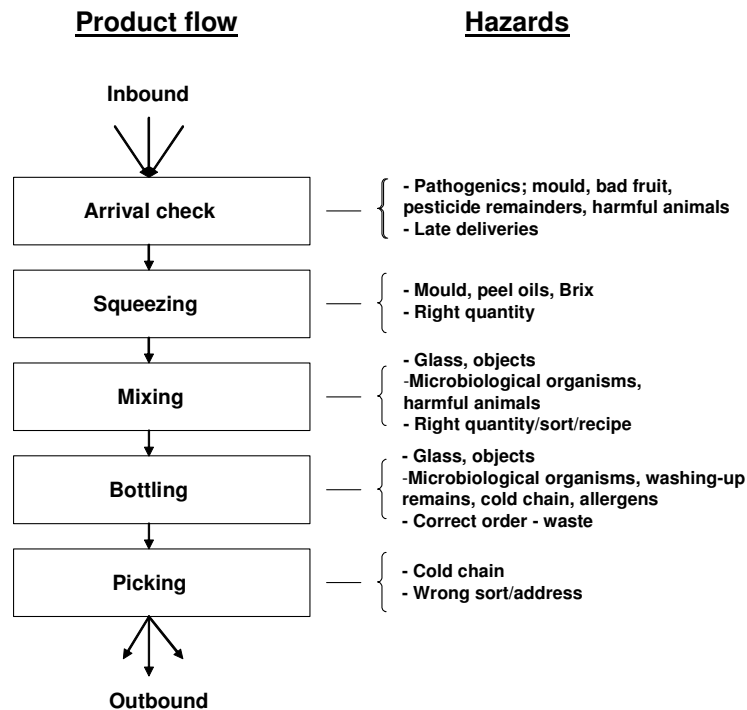 Product flow
Hazards
Inbound
Arrival check
- Pathogenics; mould, bad fruit,
pesticide remainders, harmful animals
- Late deliveries
Squeezing
- Mould, peel oils, Brix
- Right quantity
Mixing
- Glass, objects
-Microbiological organisms,
harmful animals
- Right quantity/sort/recipe
Bottling
- Glass, objects
-Microbiological organisms, washing-up
remains, cold chain, allergens
- Correct order - waste
Picking
- Cold chain
- Wrong sort/address
Outbound